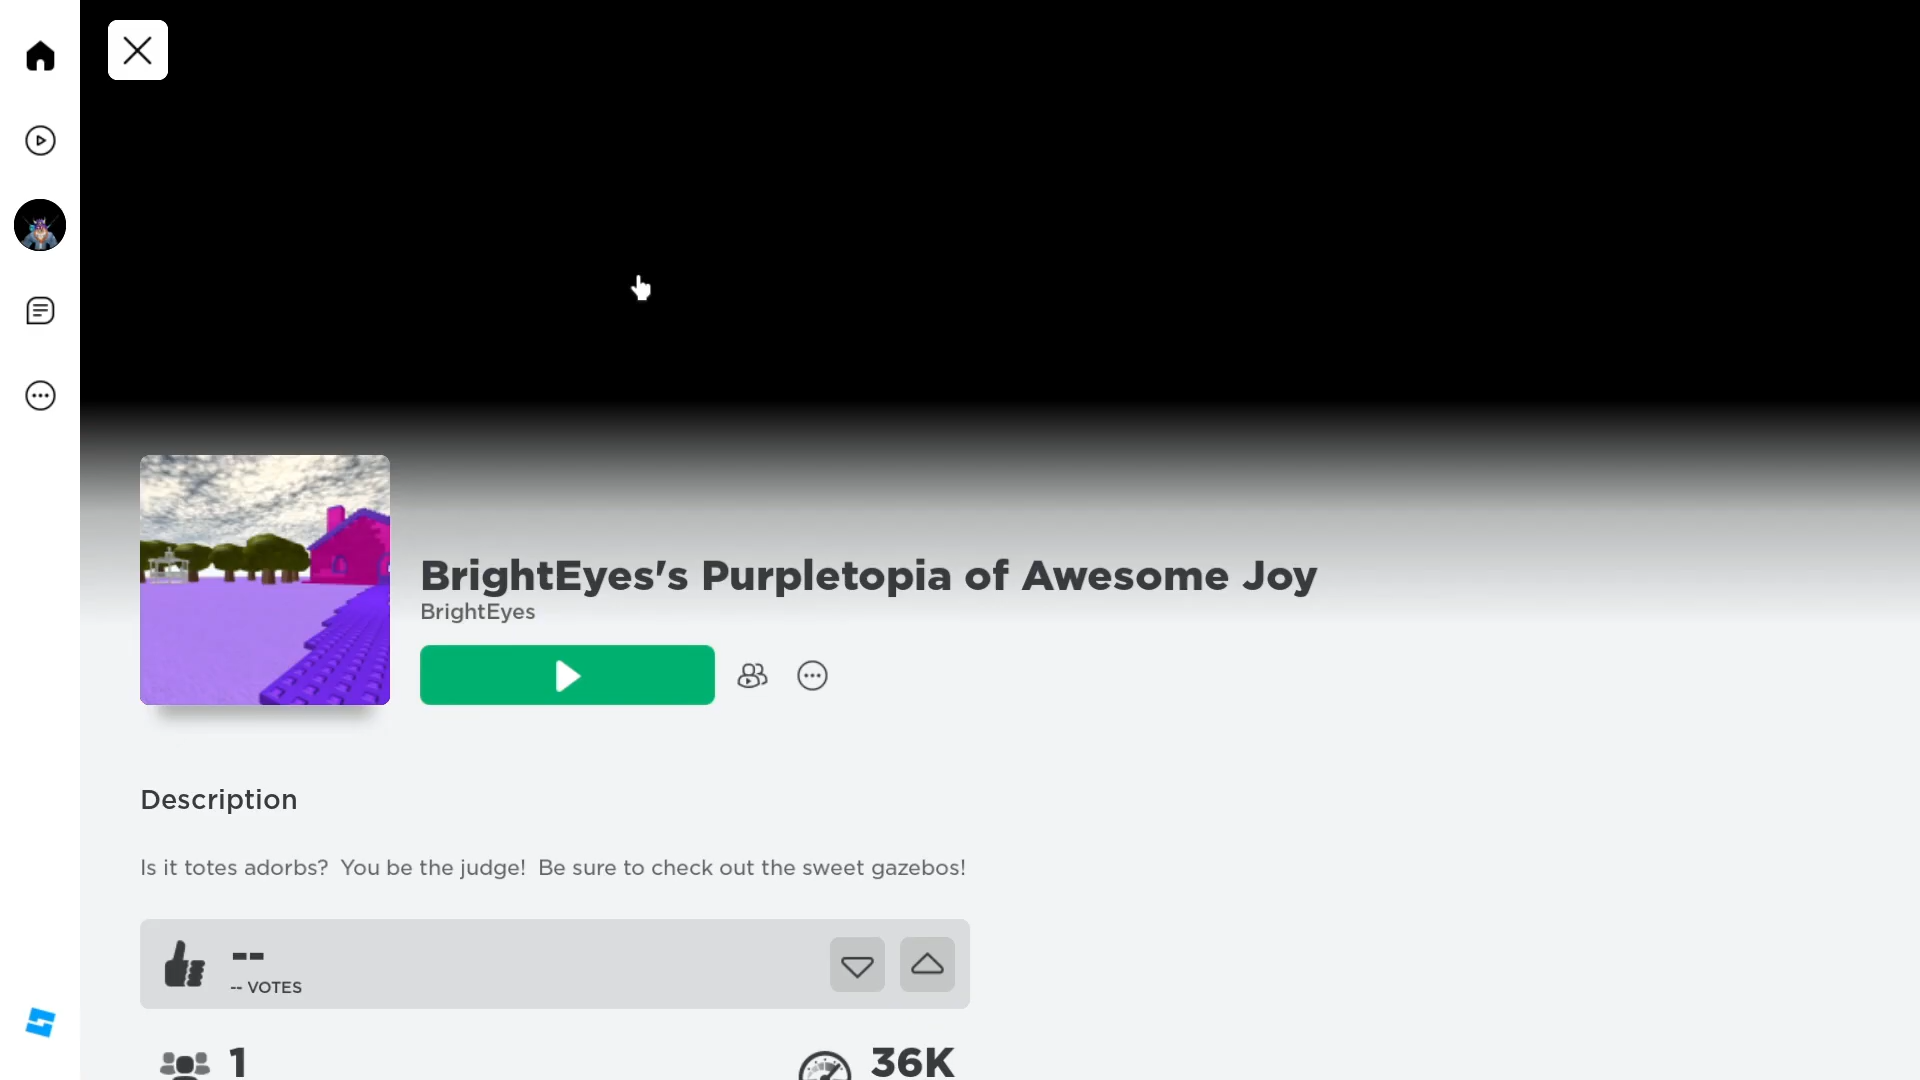 BrightEyes's Purpletopia of Awesome Joy
BrightEyes
Description
Is it totes adorbs?  You be the judge!  Be sure to check out the sweet gazebos!
--
-- VOTES
1
36K